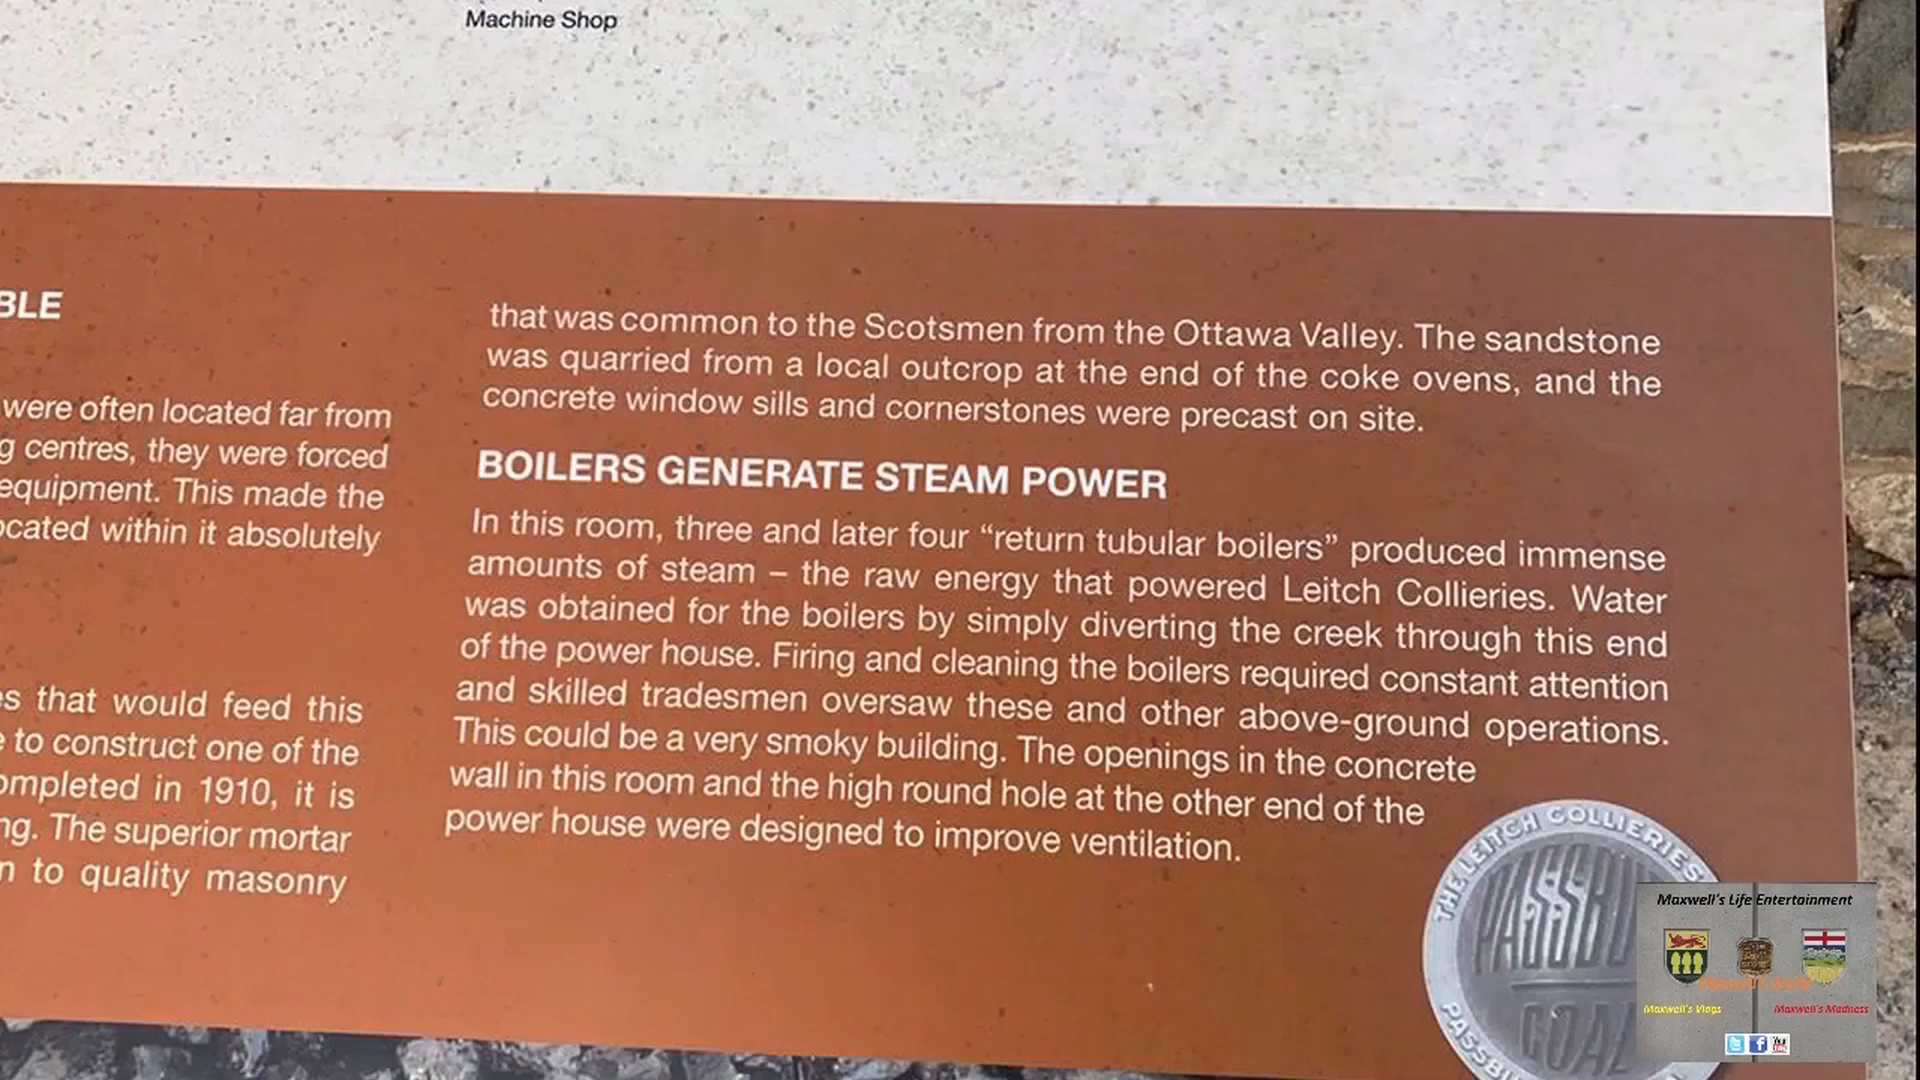 Machine Shop
BLE
were often located far from
g centres, they were forced
equipment. This made the
ocated within it absolutely
s that would feed this
to construct one of the
ompleted in 1910, it is
ng. The superior mortar
n to quality masonry
that was common to the Scotsmen from the Ottawa Valley. The sandstone
was quarried from a local outcrop at the end of the coke ovens, and the
concrete window sills and cornerstones were precast on site.
BOILERS GENERATE STEAM POWER
In this room, three and later four “return tubular boilers” produced immense
amounts of steam – the raw energy that powered Leitch Collieries. Water
was obtained for the boilers by simply diverting the creek through this end
of the power house. Firing and cleaning the boilers required constant attention
and skilled tradesmen oversaw these and other above-ground operations.
This could be a very smoky building. The openings in the concrete
wall in this room and the high round hole at the other end of the
power house were designed to improve ventilation.
THE LEITCH COLLIERIES
PASSBU
COAL
PASSBU
Maxwell's Life Entertainment
Maxwell's Vlogs
Maxwell's Madness